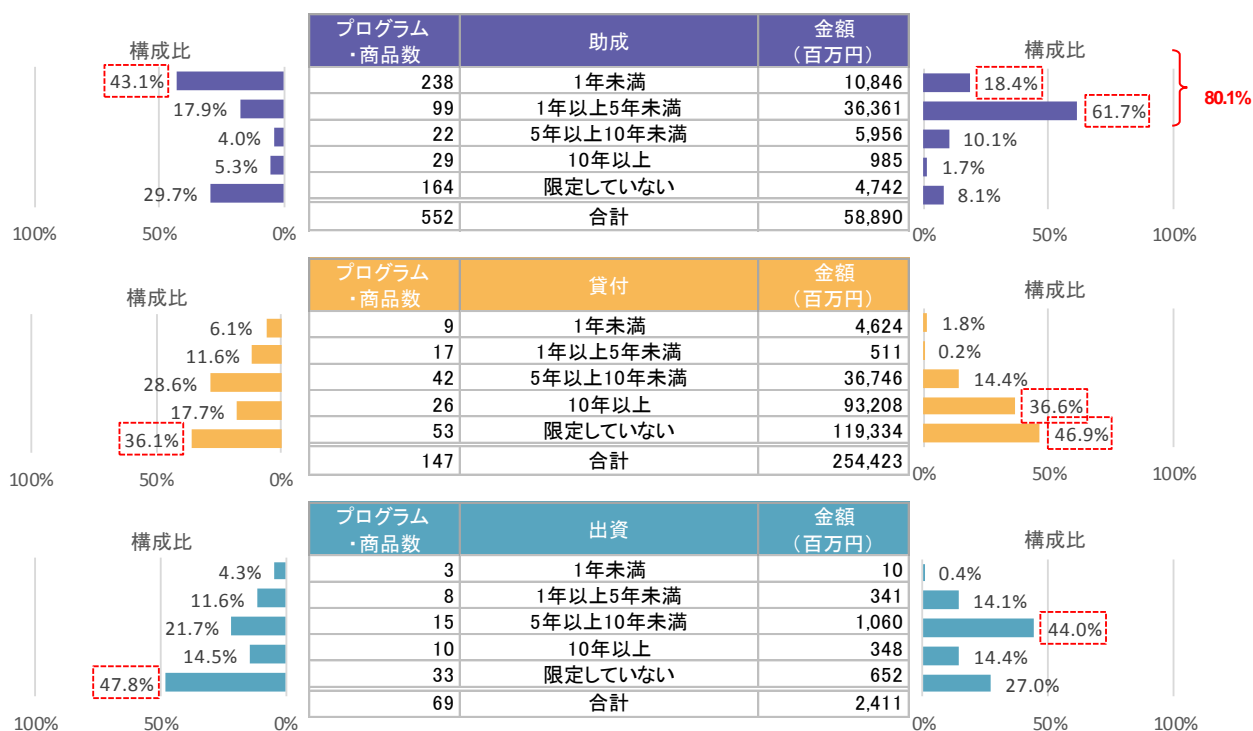 構成比
43.1%
17.9%
4.0%
5.3%
29.7%
100% 50% 0%
プログラム
・商品数 助成 金額
（百万円）
238 1年未満 10,846
99 1年以上5年未満 36,361
22 5年以上10年未満 5,956
29 10年以上 985
164 限定していない 4,742
552 合計 58,890
構成比
18.4%
61.7%
10.1%
1.7%
8.1%
80.1%
0% 50% 100%
構成比
6.1%
11.6%
28.6%
17.7%
36.1%
100% 50% 0%
プログラム
・商品数 貸付 金額
（百万円）
9 1年未満 4,624
17 1年以上5年未満 511
42 5年以上10年未満 36,746
26 10年以上 93,208
53 限定していない 119,334
147 合計 254,423
構成比
1.8%
0.2%
14.4%
36.6%
46.9%
0% 50% 100%
構成比
4.3%
11.6%
21.7%
14.5%
47.8%
100% 50% 0%
プログラム
・商品数 出資 金額
（百万円）
3 1年未満 10
8 1年以上5年未満 341
15 5年以上10年未満 1,060
10 10年以上 348
33 限定していない 652
69 合計 2,411
構成比
0.4%
14.1%
44.0%
14.4%
27.0%
0% 50% 100%